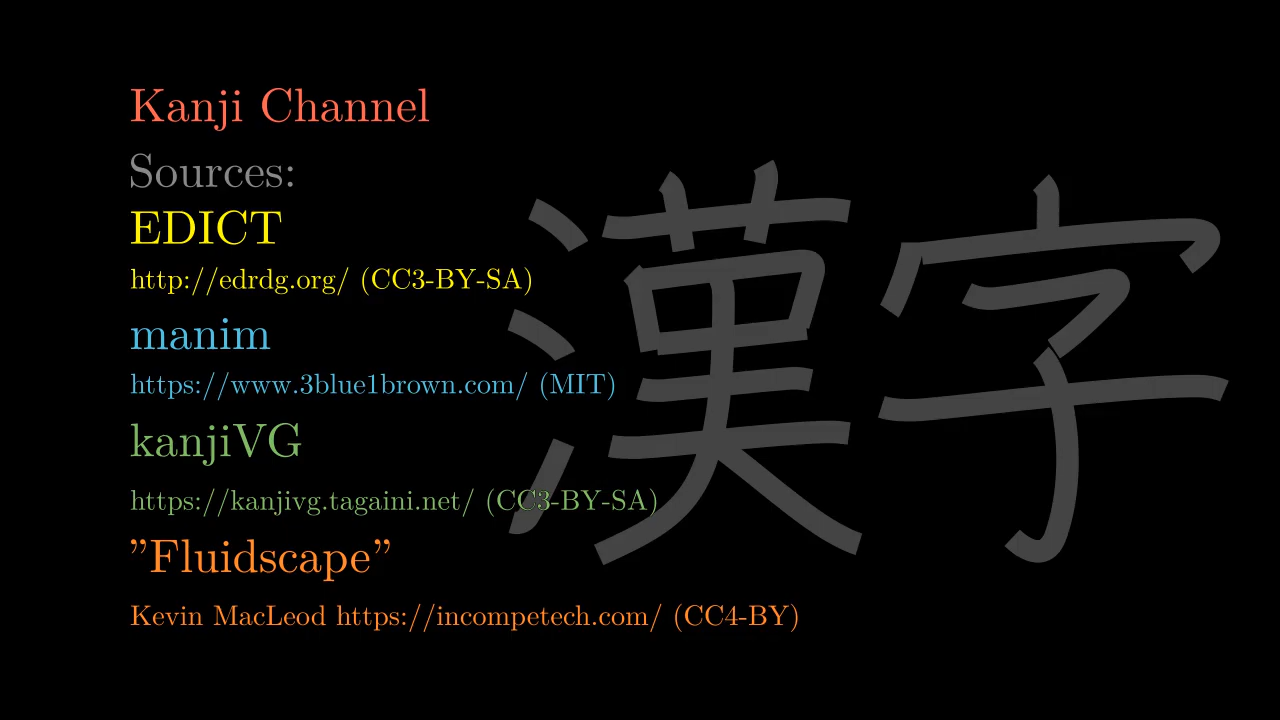 Kanji Channel
Sources:
EDICT
http://edrdg.org/ (CC3-BY-SA)
manim
https://www.3blue1brown.com/ (MIT)
kanjiVG
https://kanjivg.tagaini.net/ (CC3-BY-SA)
”Fluidscape”
Kevin MacLeod https://incompetech.com/ (CC4-BY)
漢字